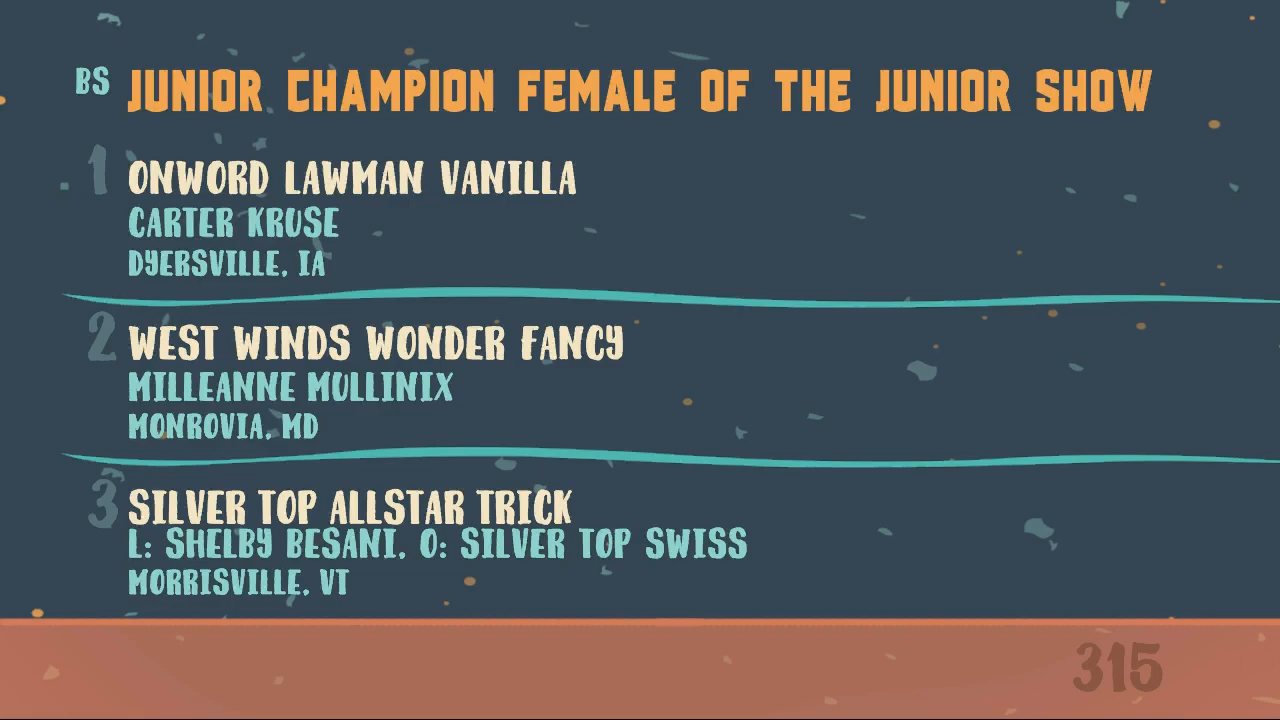 BS JUNIOR CHAMPION FEMALE OF THE JUNIOR SHOW
1 ONWORD LAWMAN VANILLA
CARTER KRUSE
DYERSVILLE, IA
2 WEST WINDS WONDER FANCY
MILLEANNE MULLINIX
MONROVIA, MD
3 SILVER TOP ALLSTAR TRICK
L: SHELBY BESANI, O: SILVER TOP SWISS
MORRISVILLE, VT
315